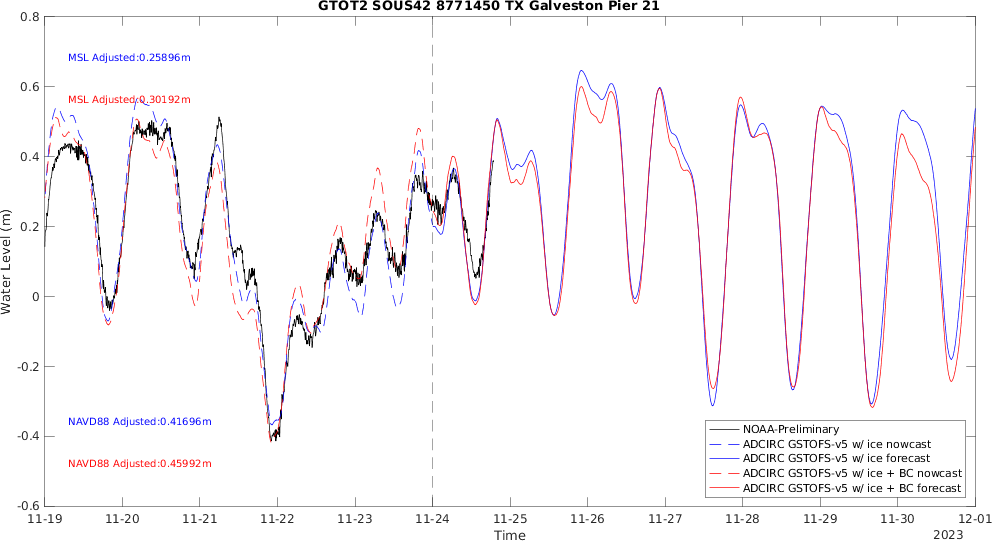 GTOT2 SOUS42 8771450 TX Galveston Pier 21
Water Level (m)
0.8
0.6
0.4
0.2
0
-0.2
-0.4
-0.6
MSL Adjusted:0.25896m
MSL Adjusted:0.30192m
NAVD88 Adjusted:0.41696m
NAVD88 Adjusted:0.45992m
NOAA-Preliminary
ADCIRC GSTOFS-v5 w/ ice nowcast
ADCIRC GSTOFS-v5 w/ ice forecast
ADCIRC GSTOFS-v5 w/ ice + BC nowcast
ADCIRC GSTOFS-v5 w/ ice + BC forecast
11-19 11-20 11-21 11-22 11-23 11-24 11-25 11-26 11-27 11-28 11-29 11-30 12-01
Time
2023